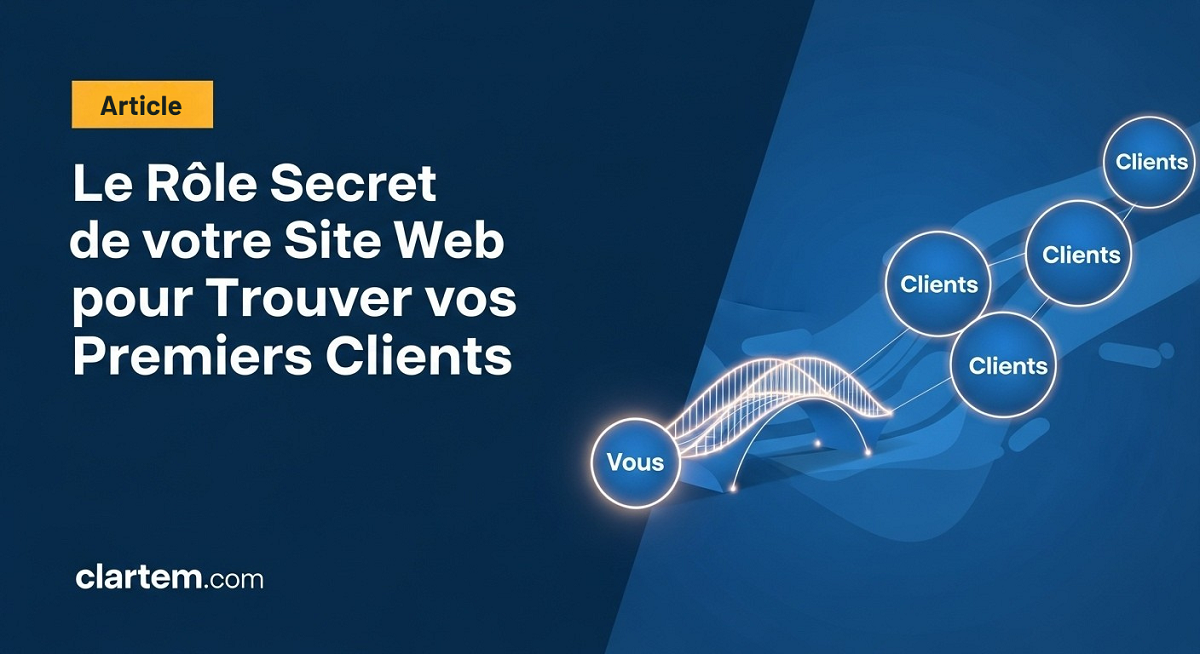 Article
Le Rôle Secret
de votre Site Web
pour Trouver vos
Premiers Clients
Clients
Clients
Clients
Clients
Vous
clartem.com